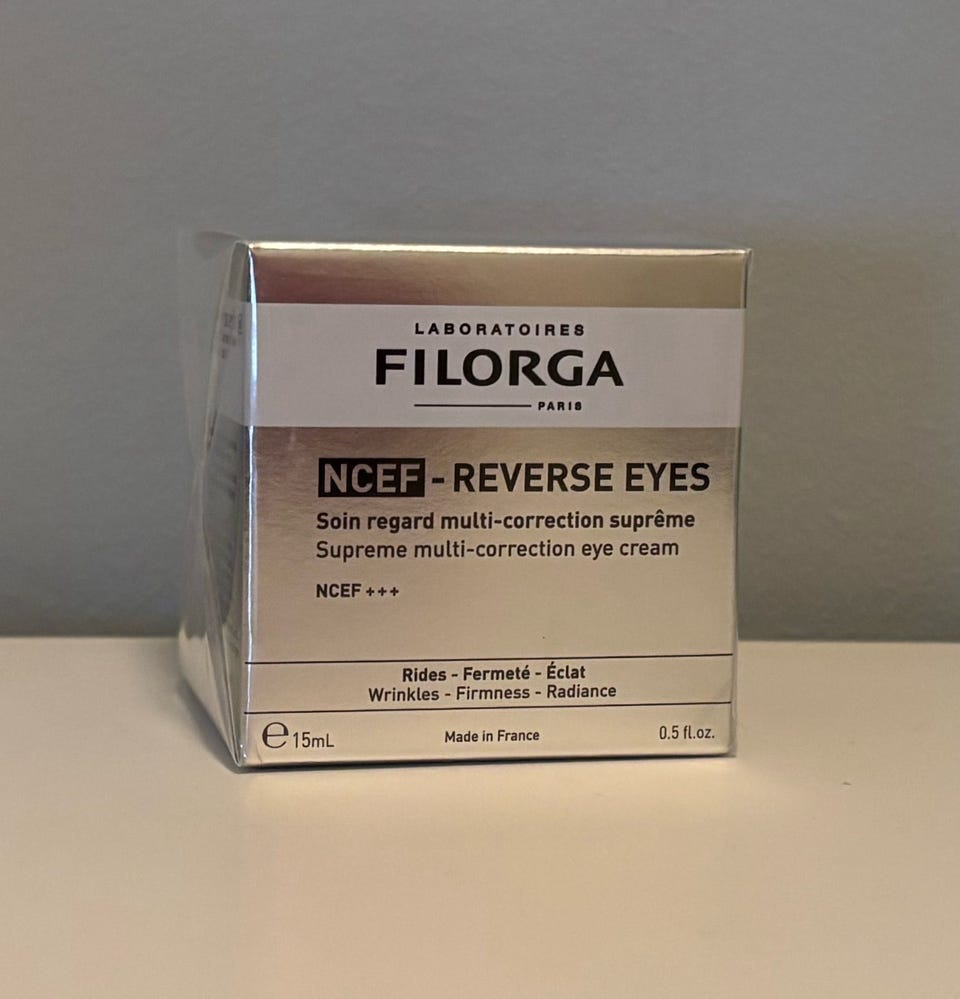 LABORATOIRES
FILORGA
PARIS
NCEF - REVERSE EYES
Soin regard multi-correction suprême
Supreme multi-correction eye cream
NCEF +++
Rides - Fermeté - Éclat
Wrinkles - Firmness - Radiance
℮ 15mL Made in France 0.5 fl.oz.